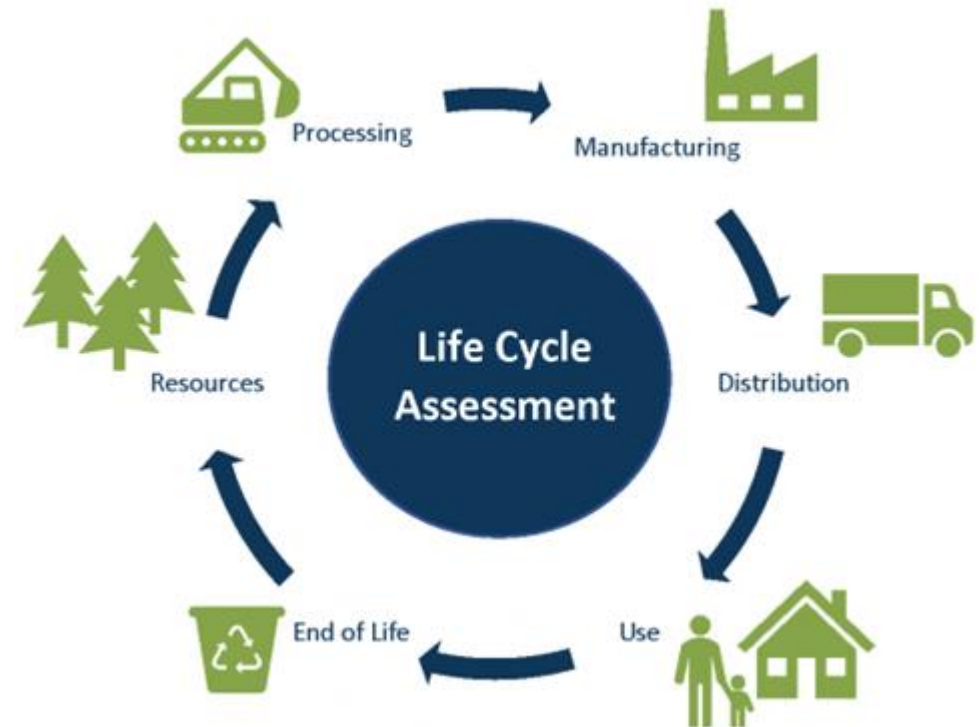 Processing
Manufacturing
Life Cycle
Assessment
Resources
Distribution
End of Life
Use